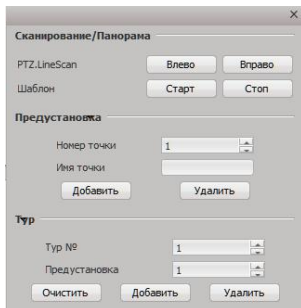 Сканирование/Панорама
PTZ.LineScan Влево Вправо
Шаблон Старт Стоп
Предустановка
Номер точки 1
Имя точки
Добавить Удалить
Тур
Тур № 1
Предустановка 1
Очистить Добавить Удалить